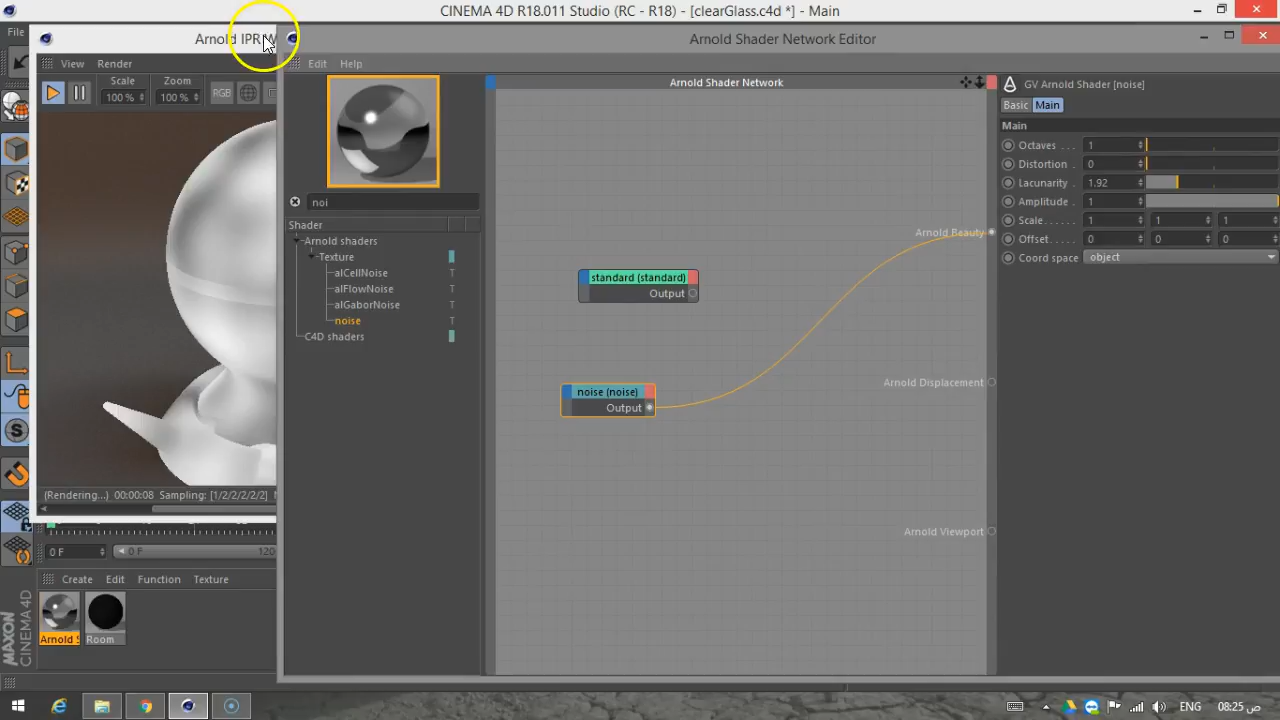 CINEMA 4D R18.011 Studio (RC - R18) - [clearGlass.c4d *] - Main
File
Arnold IPR W
View Render
Scale Zoom
100 % 100 % RGB
(Rendering...) 00:00:08 Sampling: [1/2/2/2/2/2]
0 F 0 F 120
Create Edit Function Texture
Arnold S Room
MAXON
CINEMA 4D
Arnold Shader Network Editor
Edit Help
noi
Shader
Arnold shaders
Texture
alCellNoise T
alFlowNoise T
alGaborNoise T
noise T
C4D shaders
Arnold Shader Network
standard (standard)
Output
noise (noise)
Output
Arnold Beauty
Arnold Displacement
Arnold Viewport
GV Arnold Shader [noise]
Basic Main
Main
Octaves . . . 1
Distortion . 0
Lacunarity . 1.92
Amplitude . 1
Scale . . . . . . 1 1 1
Offset . . . . . 0 0 0
Coord space object
ENG 08:25 ص